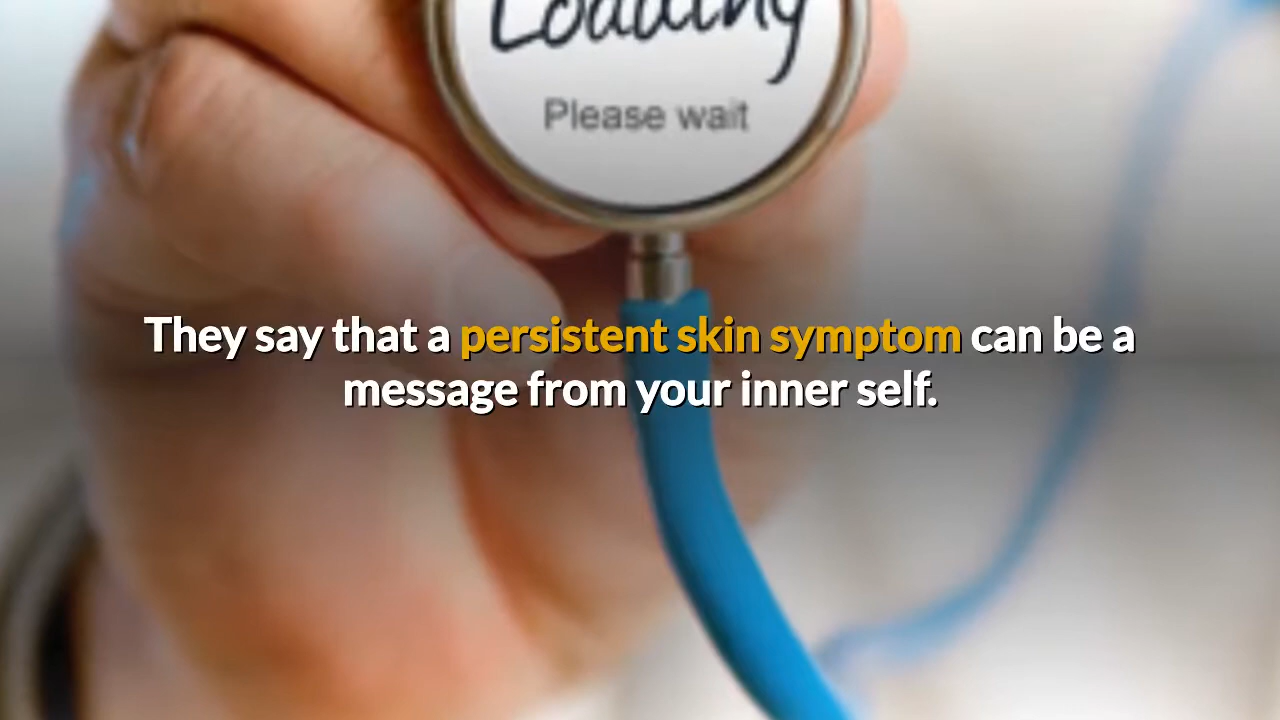 Loading
Please wait
They say that a persistent skin symptom can be a
message from your inner self.